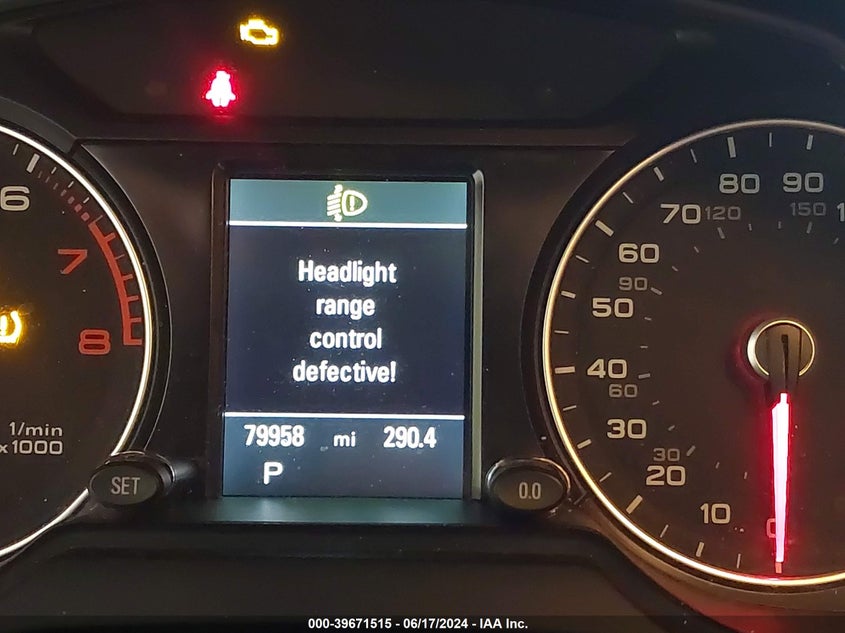 6
7
8
1/min
x1000
SET
Headlight
range
control
defective!
79958 mi 290.4
P
0.0
80 90
70 120 150
60
90
50
40
60
30
30
20
10
0
000-39671515 - 06/17/2024 - IAA Inc.